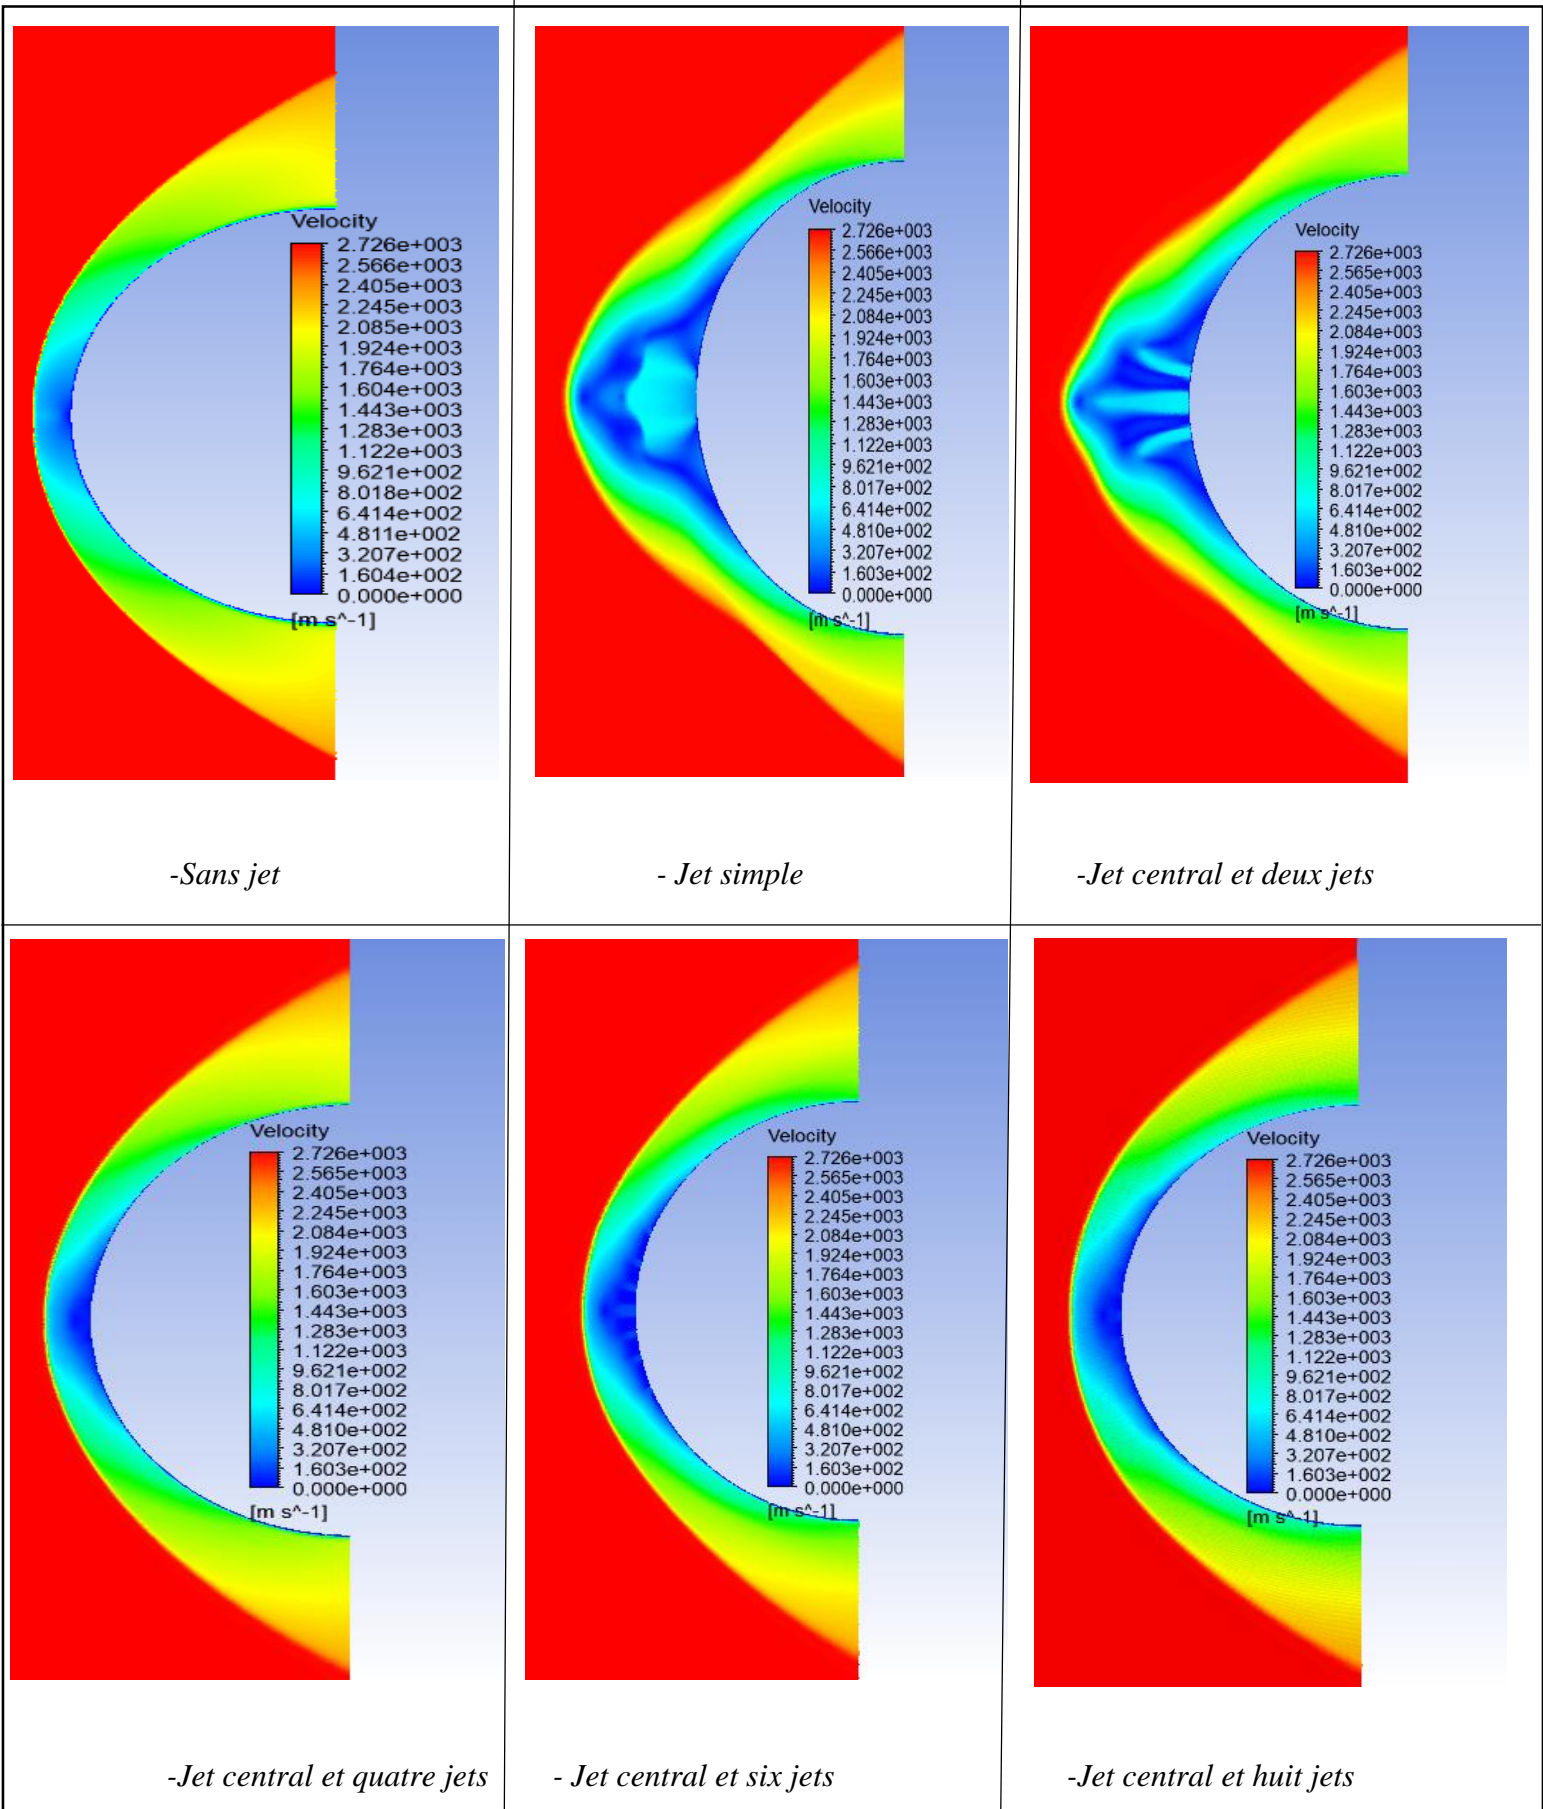 Velocity
2.726e+003
2.566e+003
2.405e+003
2.245e+003
2.085e+003
1.924e+003
1.764e+003
1.604e+003
1.443e+003
1.283e+003
1.122e+003
9.621e+002
8.018e+002
6.414e+002
4.811e+002
3.207e+002
1.604e+002
0.000e+000
[m s^-1]
-Sans jet
Velocity
2.726e+003
2.566e+003
2.405e+003
2.245e+003
2.084e+003
1.924e+003
1.764e+003
1.603e+003
1.443e+003
1.283e+003
1.122e+003
9.621e+002
8.017e+002
6.414e+002
4.810e+002
3.207e+002
1.603e+002
0.000e+000
[m s^-1]
- Jet simple
Velocity
2.726e+003
2.565e+003
2.405e+003
2.245e+003
2.084e+003
1.924e+003
1.764e+003
1.603e+003
1.443e+003
1.283e+003
1.122e+003
9.621e+002
8.017e+002
6.414e+002
4.810e+002
3.207e+002
1.603e+002
0.000e+000
[m s^-1]
-Jet central et deux jets
Velocity
2.726e+003
2.565e+003
2.405e+003
2.245e+003
2.084e+003
1.924e+003
1.764e+003
1.603e+003
1.443e+003
1.283e+003
1.122e+003
9.621e+002
8.017e+002
6.414e+002
4.810e+002
3.207e+002
1.603e+002
0.000e+000
[m s^-1]
-Jet central et quatre jets
Velocity
2.726e+003
2.565e+003
2.405e+003
2.245e+003
2.084e+003
1.924e+003
1.764e+003
1.603e+003
1.443e+003
1.283e+003
1.122e+003
9.621e+002
8.017e+002
6.414e+002
4.810e+002
3.207e+002
1.603e+002
0.000e+000
[m s^-1]
- Jet central et six jets
Velocity
2.726e+003
2.565e+003
2.405e+003
2.245e+003
2.084e+003
1.924e+003
1.764e+003
1.603e+003
1.443e+003
1.283e+003
1.122e+003
9.621e+002
8.017e+002
6.414e+002
4.810e+002
3.207e+002
1.603e+002
0.000e+000
[m s^-1]
-Jet central et huit jets